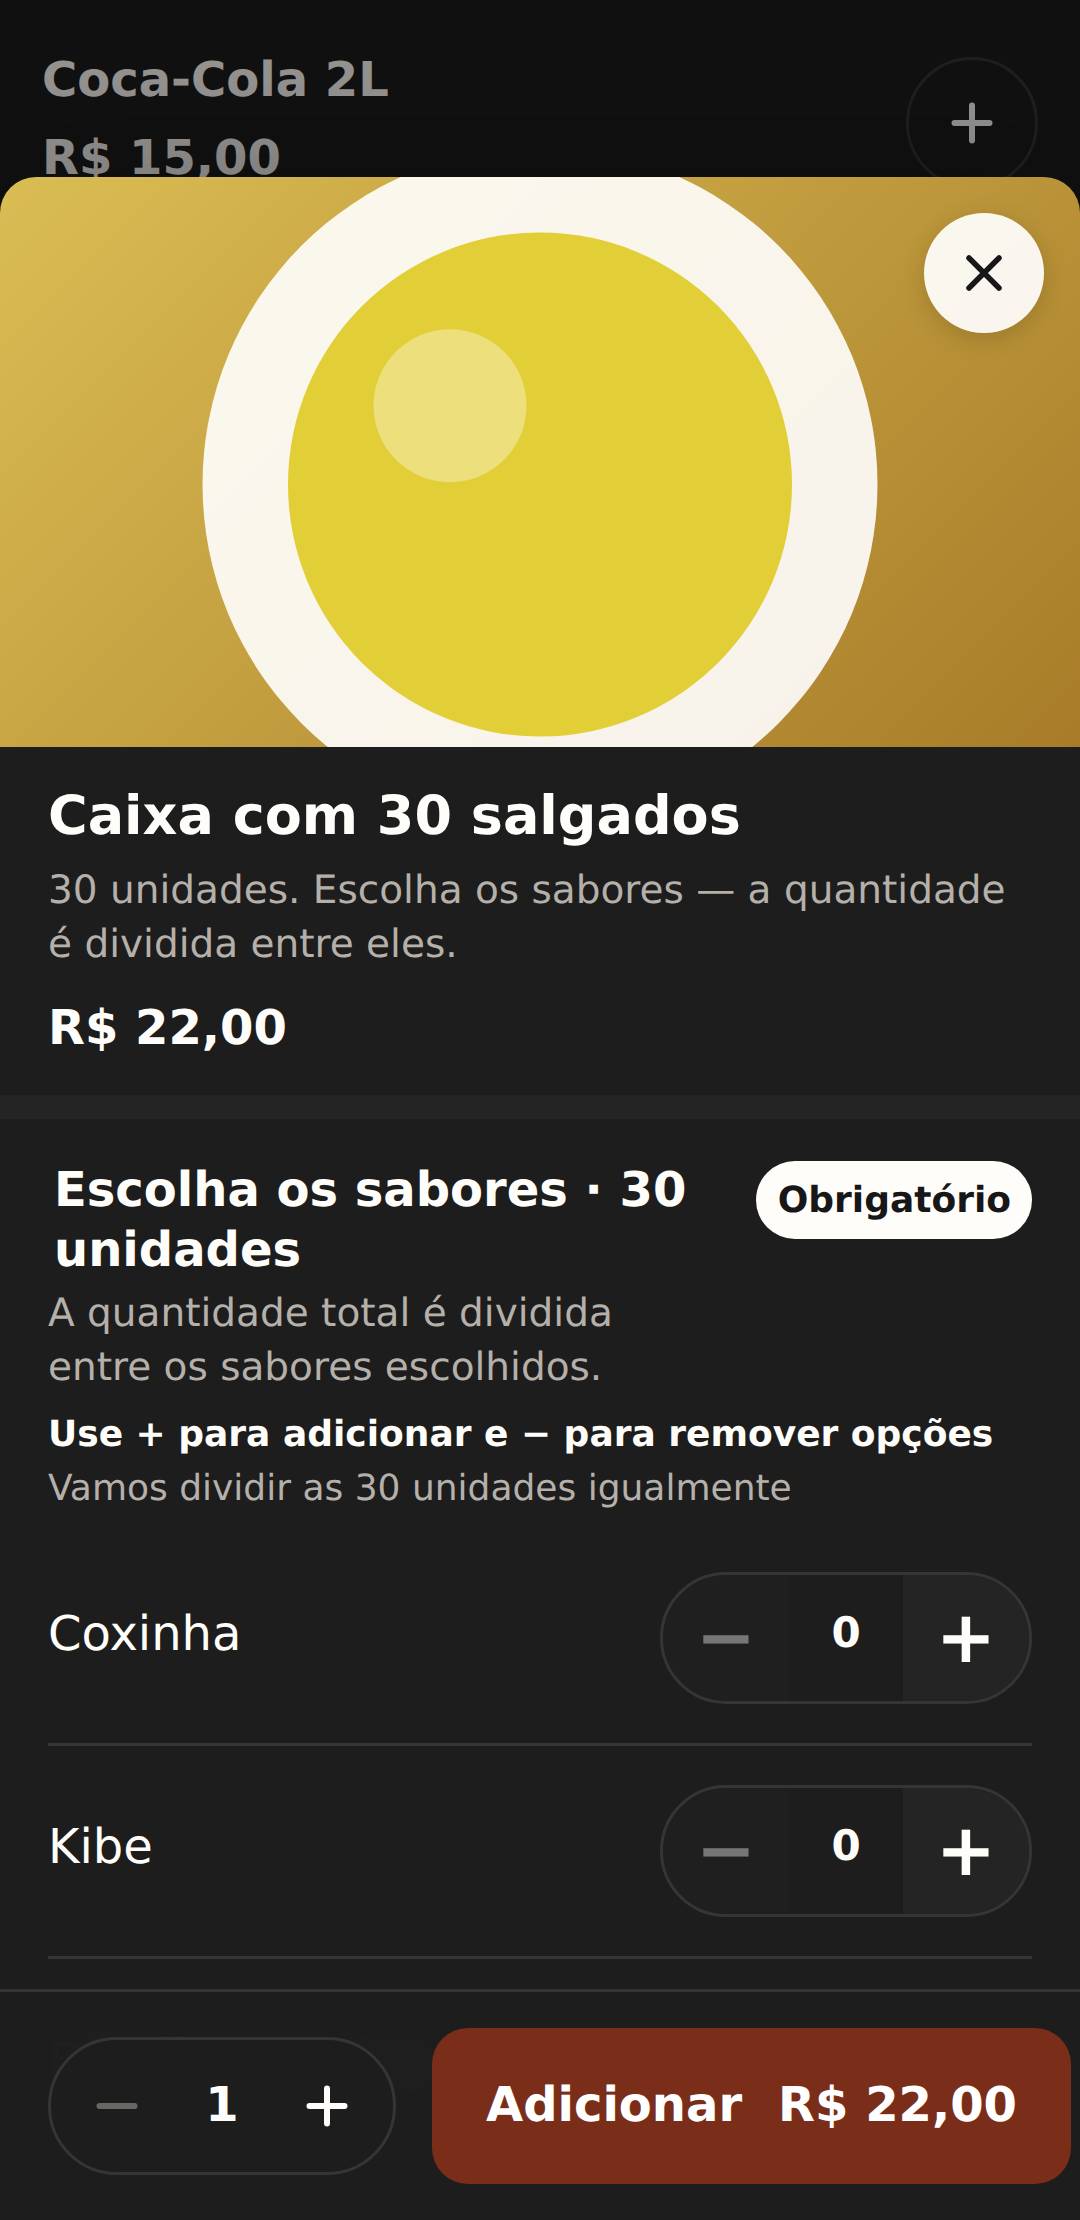 Coca-Cola 2L
R$ 15,00
Caixa com 30 salgados
30 unidades. Escolha os sabores — a quantidade
é dividida entre eles.
R$ 22,00
Escolha os sabores · 30
unidades
Obrigatório
A quantidade total é dividida
entre os sabores escolhidos.
Use + para adicionar e − para remover opções
Vamos dividir as 30 unidades igualmente
Coxinha
− 0 +
Kibe
− 0 +
− 1 +
Adicionar R$ 22,00